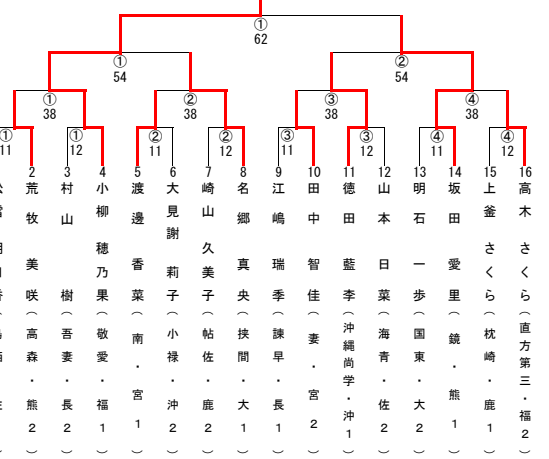 ①
62
①
54
②
54
①
38
②
38
③
38
④
38
①
11
①
12
②
11
②
12
③
11
③
12
④
11
④
12
2 荒牧 美咲(高森・熊2)
3 村山 樹(吾妻・長2)
4 小柳 穂乃果(敬愛・福1)
5 渡邊 香菜(南・宮1)
6 大見謝 莉子(小禄・沖2)
7 崎山 久美子(帖佐・鹿2)
8 名郷 真央(挟間・大1)
9 江嶋 瑞季(諫早・長1)
10 田中 智佳(妻・宮2)
11 徳田 藍李(沖縄尚学・沖1)
12 山本 日菜(海青・佐2)
13 明石 一歩(国東・大2)
14 坂田 愛里(鏡・熊1)
15 上釜 さくら(枕崎・鹿1)
16 高木 さくら(直方第三・福2)